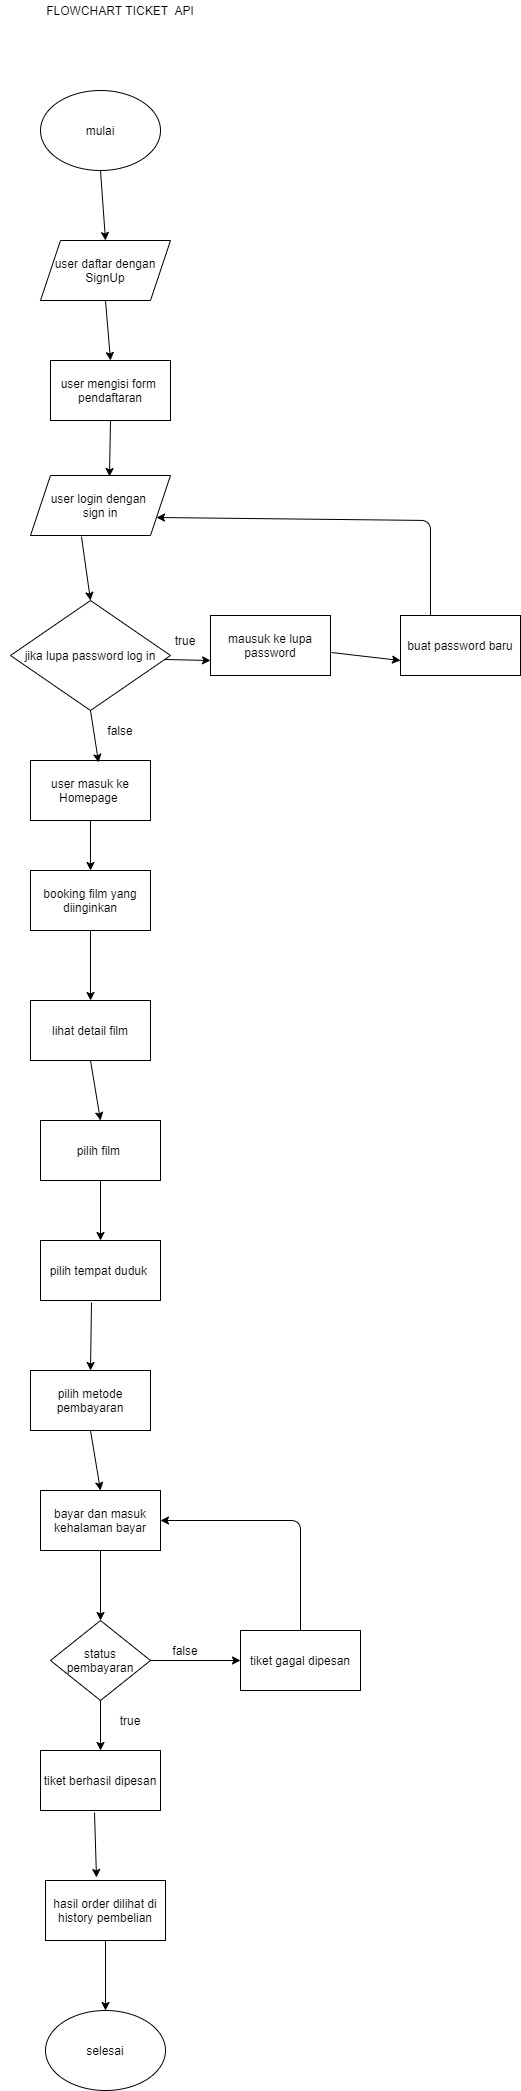 FLOWCHART TICKET  API
mulai
user daftar dengan
SignUp
user mengisi form
pendaftaran
user login dengan
sign in
jika lupa password log in
true
mausuk ke lupa
password
buat password baru
false
user masuk ke
Homepage
booking film yang
diinginkan
lihat detail film
pilih film
pilih tempat duduk
pilih metode
pembayaran
bayar dan masuk
kehalaman bayar
status
pembayaran
false
tiket gagal dipesan
true
tiket berhasil dipesan
hasil order dilihat di
history pembelian
selesai